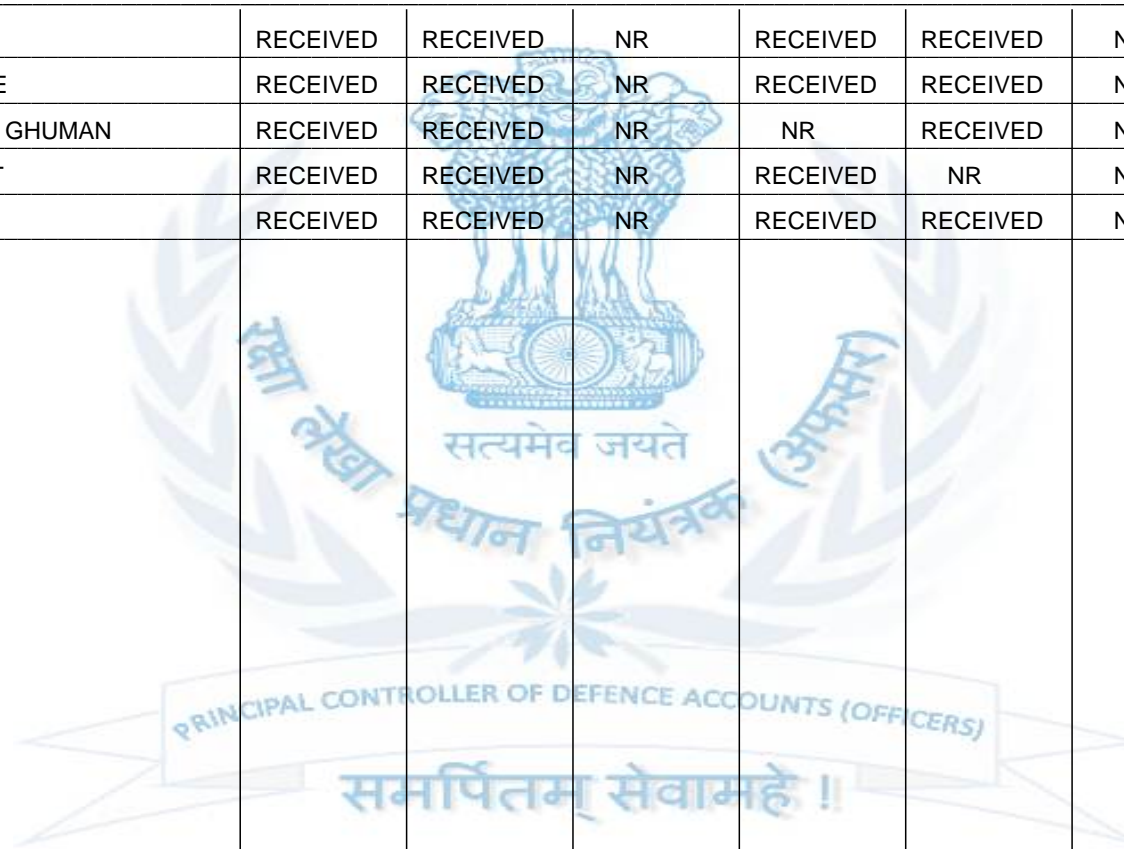 RECEIVED RECEIVED NR RECEIVED RECEIVED N
E RECEIVED RECEIVED NR RECEIVED RECEIVED N
GHUMAN RECEIVED RECEIVED NR NR RECEIVED N
T RECEIVED RECEIVED NR RECEIVED NR N
RECEIVED RECEIVED NR RECEIVED RECEIVED N
सत्यमेव जयते
रक्षा लेखा प्रधान नियंत्रक (अफसर)
PRINCIPAL CONTROLLER OF DEFENCE ACCOUNTS (OFFICERS)
समर्पितम् सेवामहे !